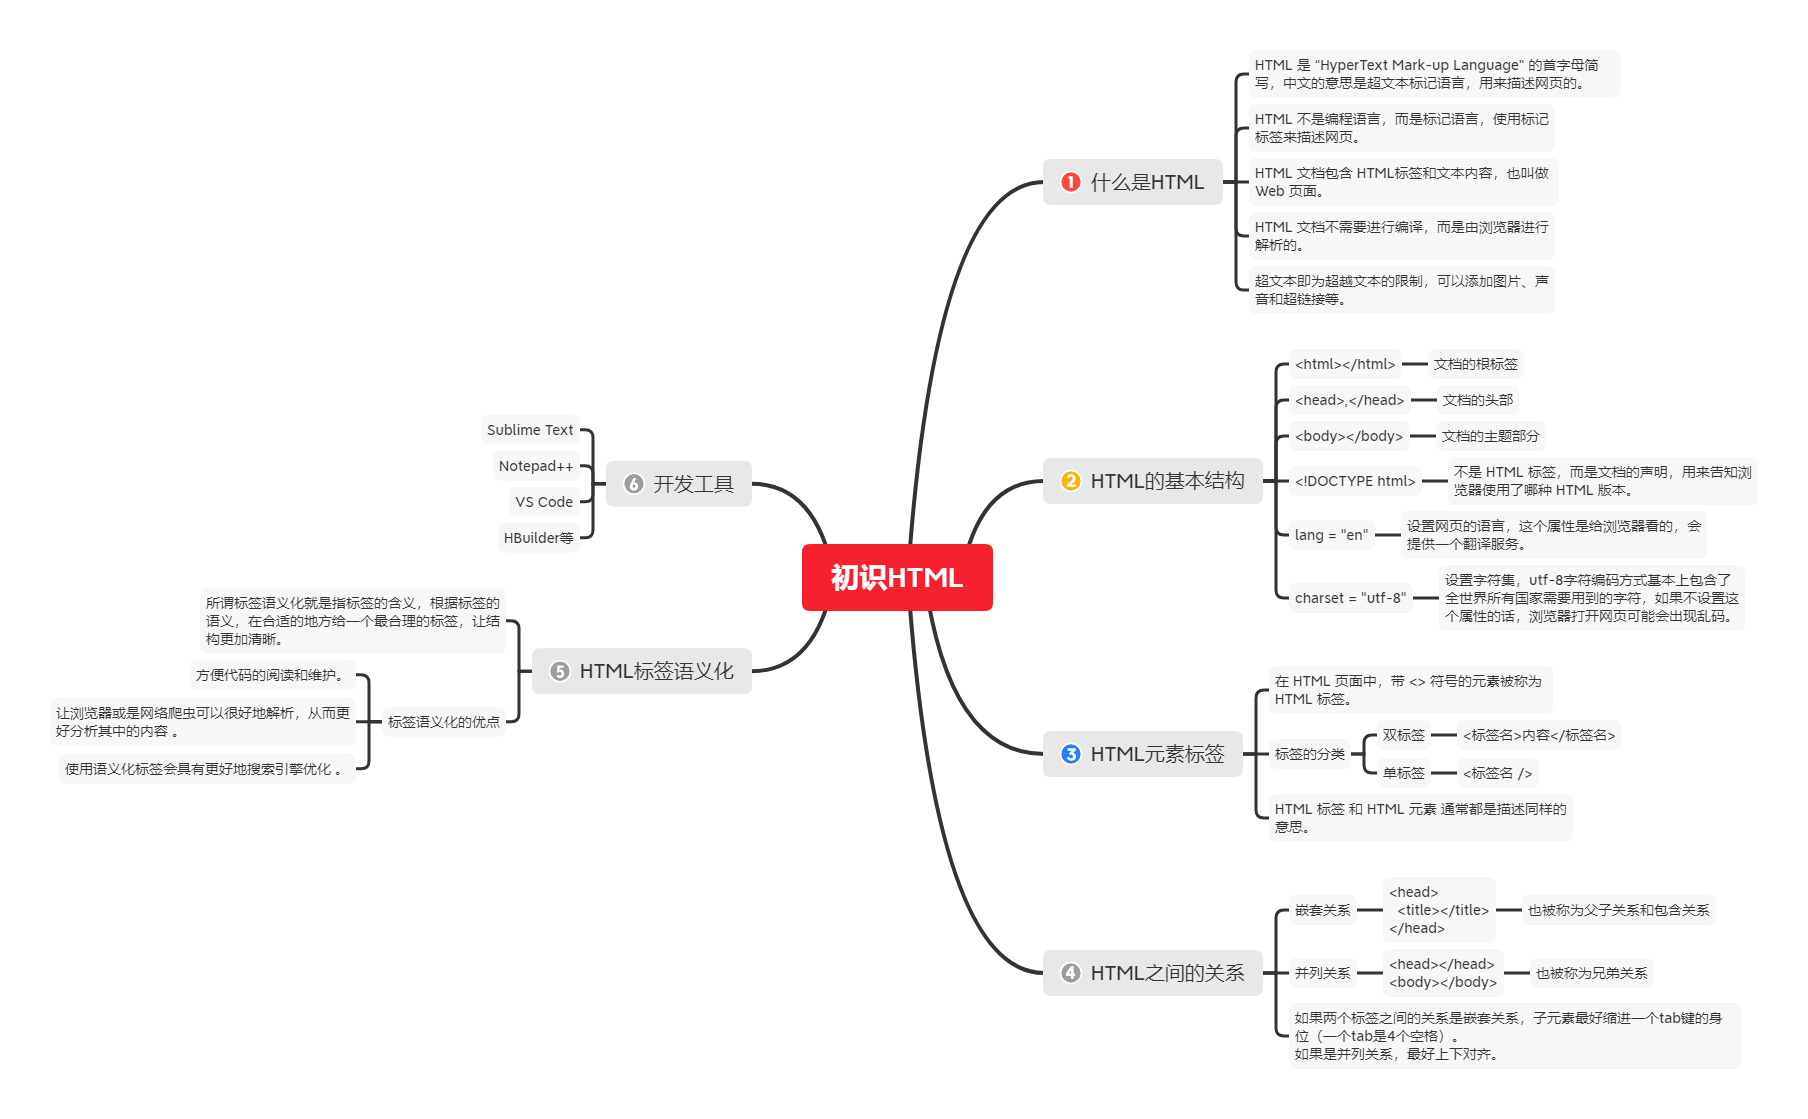 初识HTML
1 什么是HTML
HTML 是 "HyperText Mark-up Language" 的首字母简
写，中文的意思是超文本标记语言，用来描述网页的。
HTML 不是编程语言，而是标记语言，使用标记
标签来描述网页。
HTML 文档包含 HTML标签和文本内容，也叫做
Web 页面。
HTML 文档不需要进行编译，而是由浏览器进行
解析的。
超文本即为超越文本的限制，可以添加图片、声
音和超链接等。
2 HTML的基本结构
<html></html>
文档的根标签
<head>,</head>
文档的头部
<body></body>
文档的主题部分
<!DOCTYPE html>
不是 HTML 标签，而是文档的声明，用来告知浏
览器使用了哪种 HTML 版本。
lang = "en"
设置网页的语言，这个属性是给浏览器看的，会
提供一个翻译服务。
charset = "utf-8"
设置字符集，utf-8字符编码方式基本上包含了
全世界所有国家需要用到的字符，如果不设置这
个属性的话，浏览器打开网页可能会出现乱码。
3 HTML元素标签
在 HTML 页面中，带 <> 符号的元素被称为
HTML 标签。
标签的分类
双标签
<标签名>内容</标签名>
单标签
<标签名 />
HTML 标签 和 HTML 元素 通常都是描述同样的
意思。
4 HTML之间的关系
嵌套关系
<head>
<title></title>
</head>
也被称为父子关系和包含关系
并列关系
<head></head>
<body></body>
也被称为兄弟关系
如果两个标签之间的关系是嵌套关系，子元素最好缩进一个tab键的身
位（一个tab是4个空格）。
如果是并列关系，最好上下对齐。
5 HTML标签语义化
所谓标签语义化就是指标签的含义，根据标签的
语义，在合适的地方给一个最合理的标签，让结
构更加清晰。
标签语义化的优点
方便代码的阅读和维护。
让浏览器或是网络爬虫可以很好地解析，从而更
好分析其中的内容 。
使用语义化标签会具有更好地搜索引擎优化 。
6 开发工具
Sublime Text
Notepad++
VS Code
HBuilder等